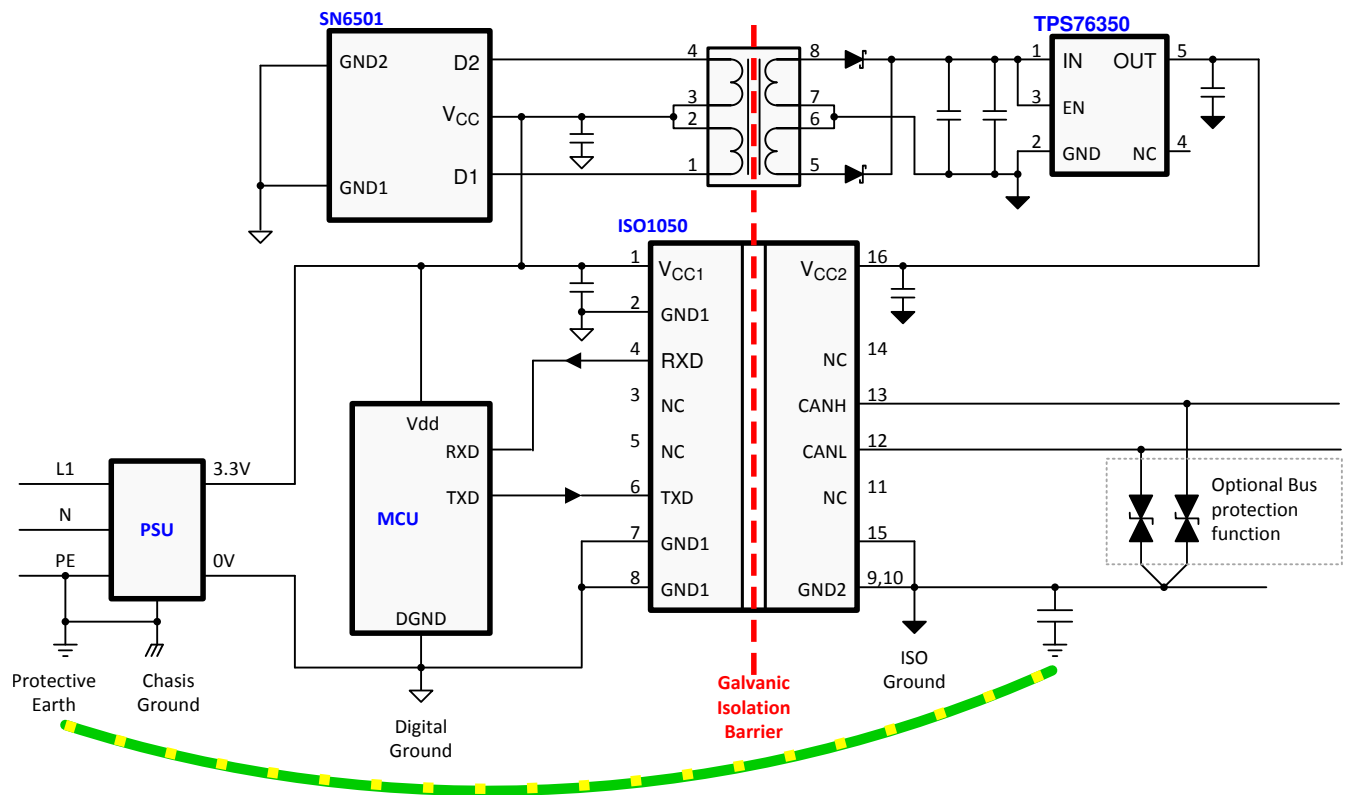 SN6501
TPS76350
GND2
D2
4
8
1
IN
OUT
5
3
7
3
EN
VCC
2
6
2
GND
NC
4
GND1
D1
1
5
ISO1050
1
VCC1
VCC2
16
2
GND1
4
RXD
NC
14
3
NC
CANH
13
Vdd
RXD
5
NC
CANL
12
L1
3.3V
TXD
6
TXD
NC
11
Optional Bus
protection
function
N
PSU
MCU
7
GND1
15
PE
0V
8
GND1
GND2
9,10
DGND
Protective
Earth
Chasis
Ground
Digital
Ground
Galvanic
Isolation
Barrier
ISO
Ground